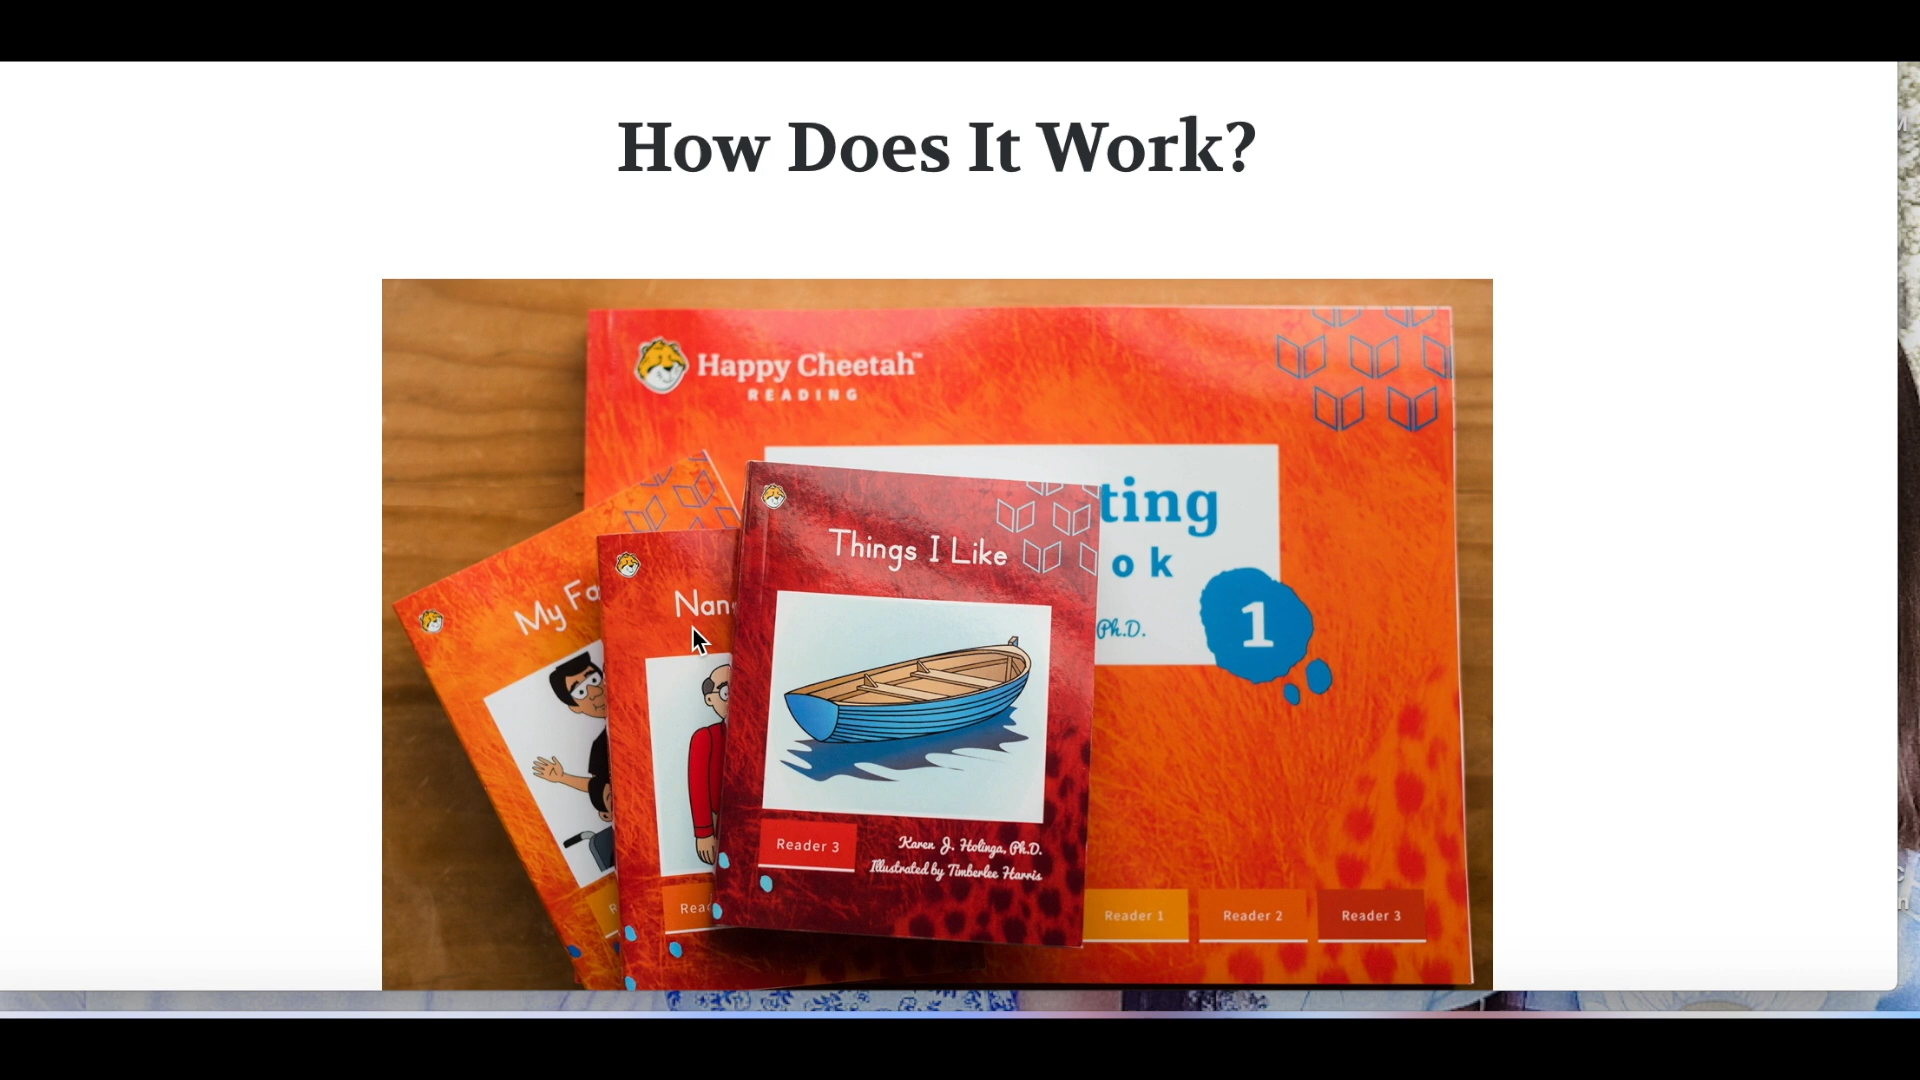 How Does It Work?
Happy Cheetah™
READING
Things I Like
Reader 3
Karen J. Holinga, Ph.D.
Illustrated by Timberlee Harris
My
Ph.D.
1
Reader 1
Reader 2
Reader 3